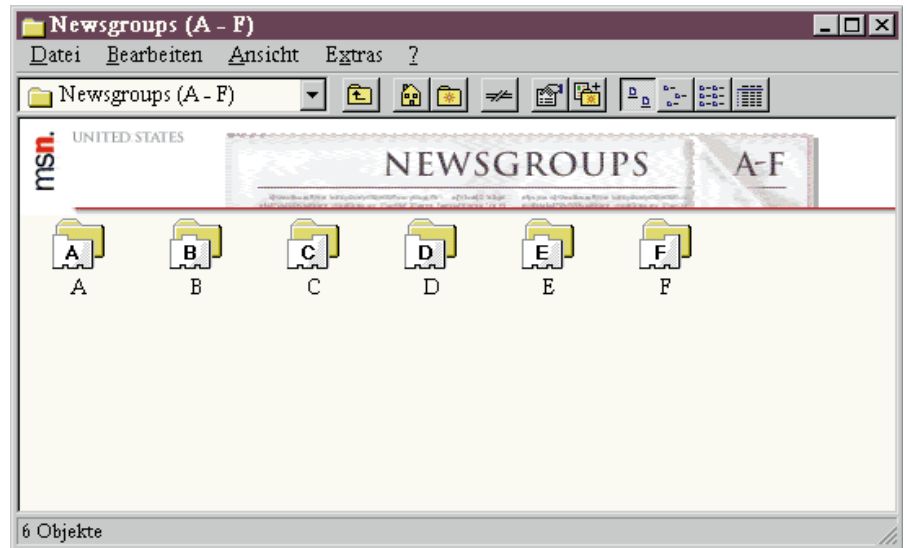 Newsgroups (A - F)
Datei Bearbeiten Ansicht Extras ?
Newsgroups (A - F)
msn. UNITED STATES
NEWSGROUPS A-F
A B C D E F
A B C D E F
6 Objekte